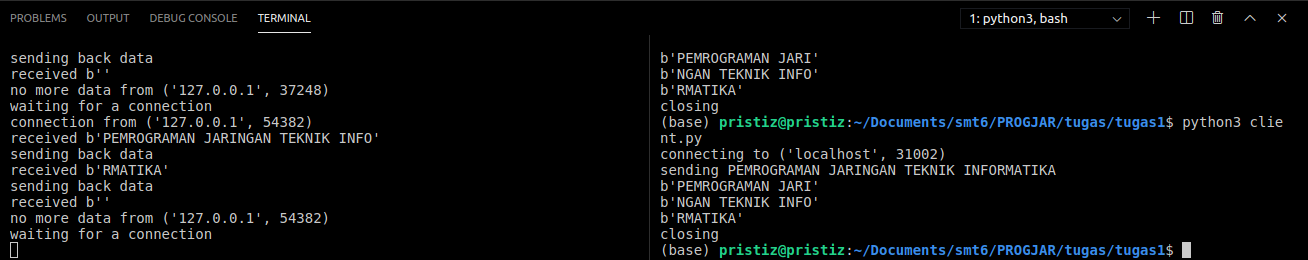 PROBLEMS OUTPUT DEBUG CONSOLE TERMINAL 1: python3, bash
sending back data
received b''
no more data from ('127.0.0.1', 37248)
waiting for a connection
connection from ('127.0.0.1', 54382)
received b'PEMROGRAMAN JARINGAN TEKNIK INFO'
sending back data
received b'RMATIKA'
sending back data
received b''
no more data from ('127.0.0.1', 54382)
waiting for a connection
b'PEMROGRAMAN JARI'
b'NGAN TEKNIK INFO'
b'RMATIKA'
closing
(base) pristiz@pristiz:~/Documents/smt6/PROGJAR/tugas/tugas1$ python3 clie
nt.py
connecting to ('localhost', 31002)
sending PEMROGRAMAN JARINGAN TEKNIK INFORMATIKA
b'PEMROGRAMAN JARI'
b'NGAN TEKNIK INFO'
b'RMATIKA'
closing
(base) pristiz@pristiz:~/Documents/smt6/PROGJAR/tugas/tugas1$